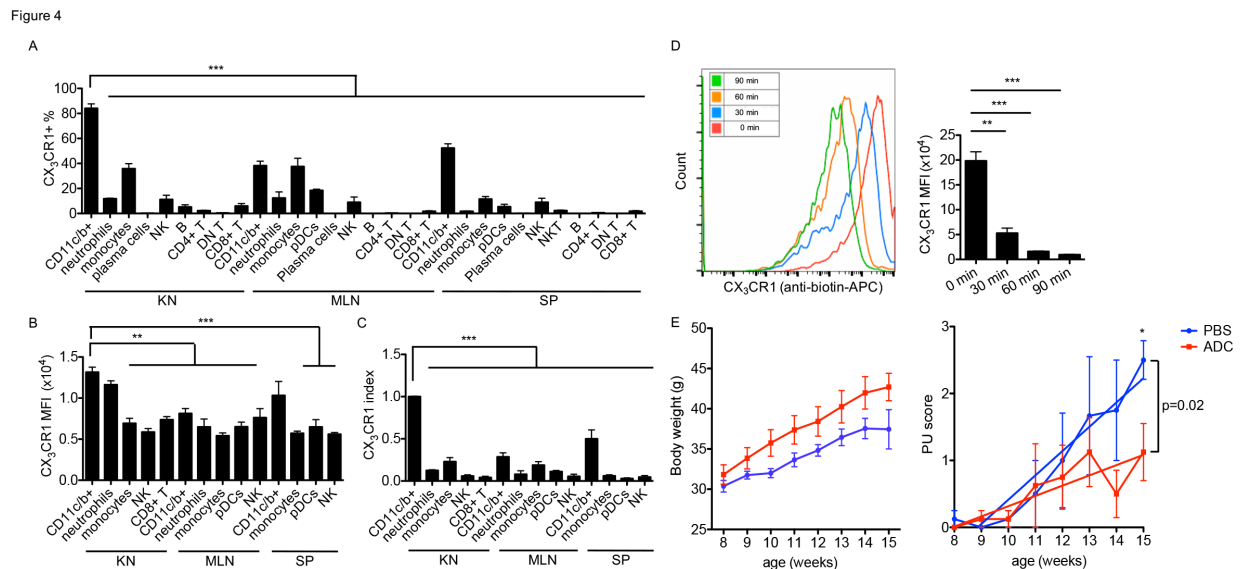 Figure 4
A
***
CX3CR1+ %
100
80
60
40
20
0
CD11c/b+
neutrophils
monocytes
plasma cells
NK
B
CD4+ T
DN T
CD8+ T
CD11c/b+
neutrophils
monocytes
pDCs
Plasma cells
NK
B
CD4+ T
DN T
CD8+ T
CD11c/b+
neutrophils
monocytes
pDCs
Plasma cells
NK
NKT
B
CD4+ T
DN T
CD8+ T
KN
MLN
SP
B
***
**
CX3CR1 MFI (x10⁴)
1.5
1.0
0.5
0.0
CD11c/b+
neutrophils
monocytes
NK
CD8+ T
CD11c/b+
neutrophils
monocytes
pDCs
NK
CD11c/b+
monocytes
pDCs
NK
KN
MLN
SP
C
***
CX3CR1 index
1.5
1.0
0.5
0.0
CD11c/b+
neutrophils
monocytes
NK
CD8+ T
CD11c/b+
neutrophils
monocytes
pDCs
NK
CD11c/b+
monocytes
pDCs
NK
KN
MLN
SP
D
90 min
60 min
30 min
0 min
Count
CX3CR1 (anti-biotin-APC)
***
***
**
CX3CR1 MFI (x10⁴)
25
20
15
10
5
0
0 min
30 min
60 min
90 min
E
Body weight (g)
50
45
40
35
30
25
8 9 10 11 12 13 14 15
age (weeks)
PU score
3
2
1
0
8 9 10 11 12 13 14 15
age (weeks)
*
PBS
ADC
p=0.02